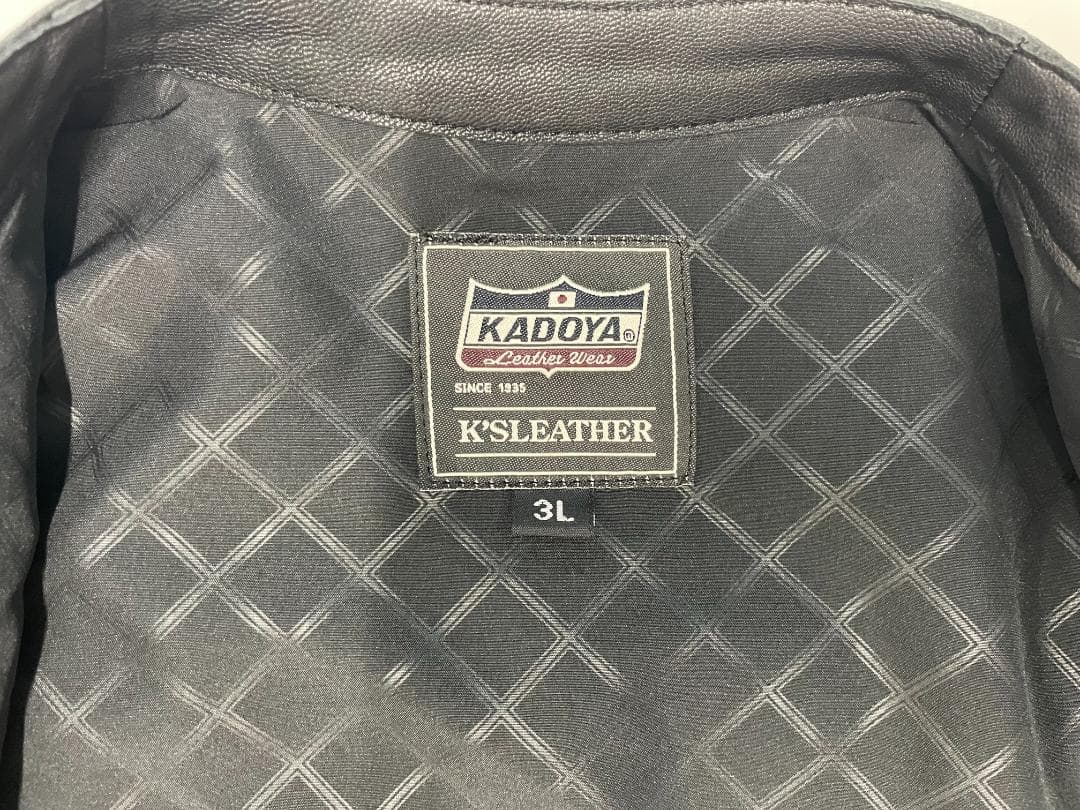 KADOYA
Leather Wear
SINCE 1935
K'SLEATHER
3L